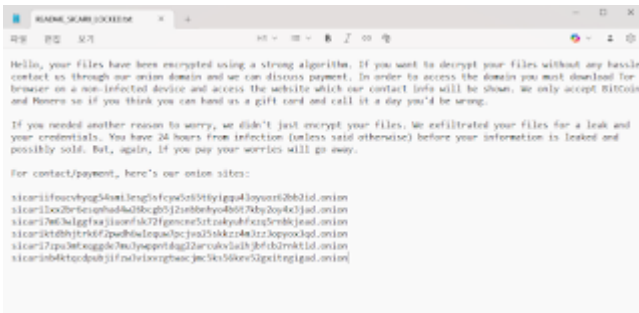 README_SICARII_LOCKED.txt
파일 편집 보기 H1 B I
Hello, your files have been encrypted using a strong algorithm. If you want to decrypt your files without any hassle
contact us through our onion domain and we can discuss payment. In order to access the domain you must download Tor
browser on a non-infected device and access the website which our contact info will be shown. We only accept BitCoin
and Monero so if you think you can hand us a gift card and call it a day you'd be wrong.
If you needed another reason to worry, we didn't just encrypt your files. We exfiltrated your files for a leak and
your credentials. You have 24 hours from infection (unless said otherwise) before your information is leaked and
possibly sold. But, again, if you pay your worries will go away.
For contact/payment, here's our onion sites: